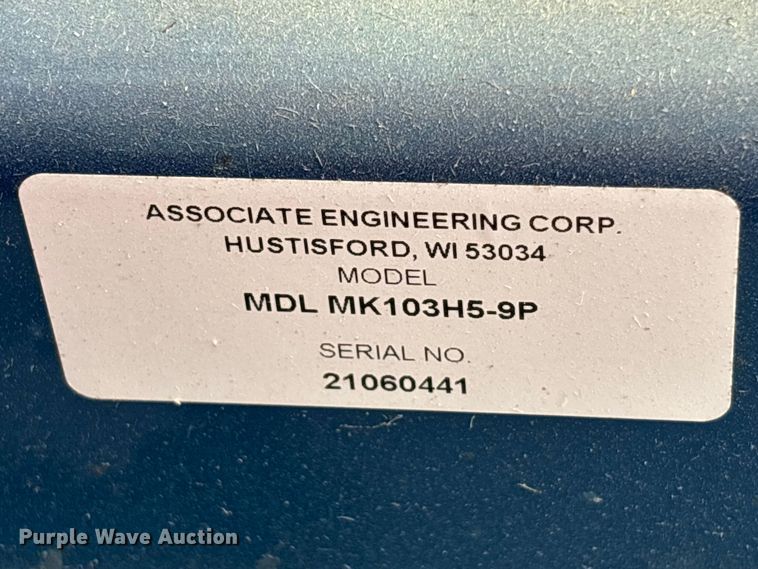 ASSOCIATE ENGINEERING CORP.
HUSTISFORD, WI 53034
MODEL
MDL MK103H5-9P
SERIAL NO.
21060441
Purple Wave Auction